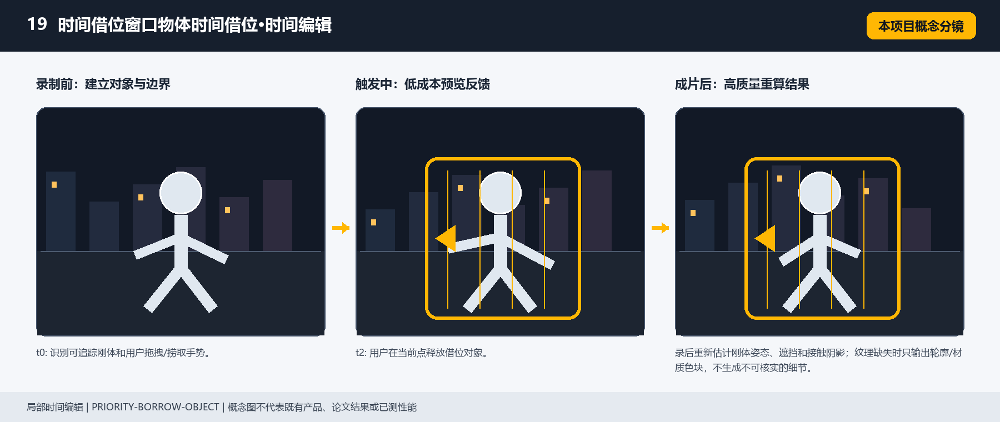 19 时间借位窗口物体时间借位•时间编辑
本项目概念分镜
录制前：建立对象与边界
触发中：低成本预览反馈
成片后：高质量重算结果
t0: 识别可追踪刚体和用户拖拽/捞取手势。
t2: 用户在当前点释放借位对象。
录后重新估计刚体姿态、遮挡和接触阴影；纹理缺失时只输出轮廓/材
质色块，不生成不可核实的细节。
局部时间编辑 | PRIORITY-BORROW-OBJECT | 概念图不代表既有产品、论文结果或已测性能